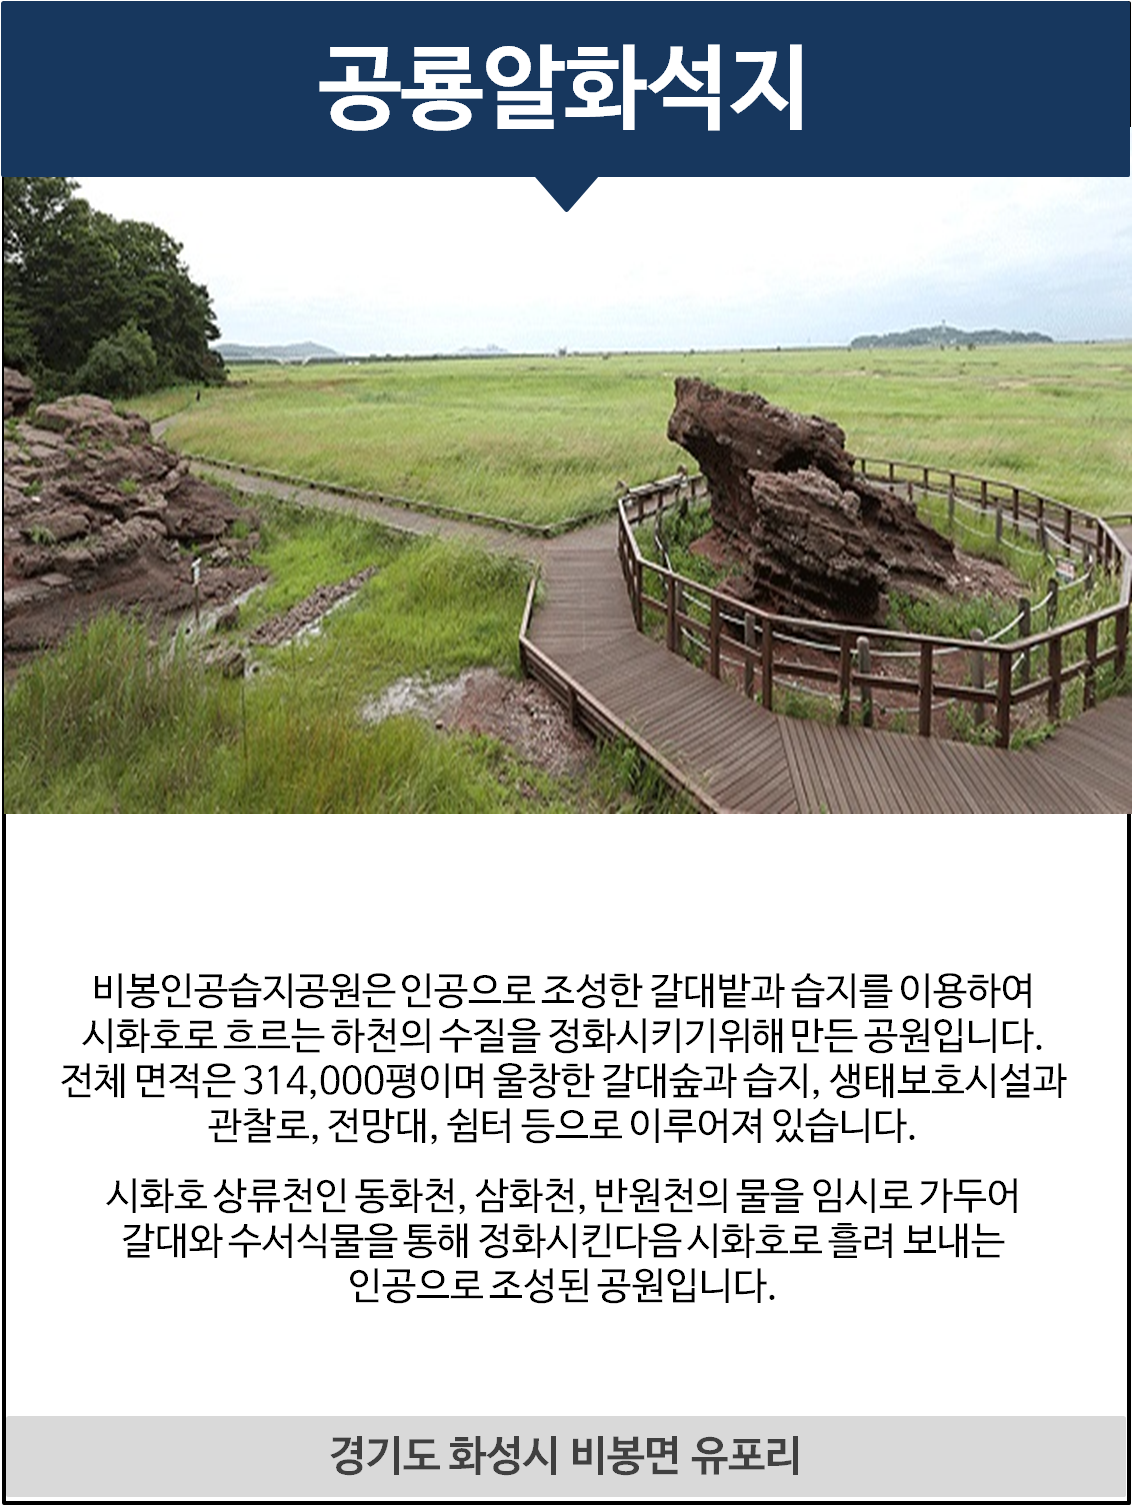 공룡알화석지
비봉인공습지공원은 인공으로 조성한 갈대밭과 습지를 이용하여
시화호로 흐르는 하천의 수질을 정화시키기위해 만든 공원입니다.
전체 면적은 314,000평이며 울창한 갈대숲과 습지, 생태보호시설과
관찰로, 전망대, 쉼터 등으로 이루어져 있습니다.
시화호 상류천인 동화천, 삼화천, 반원천의 물을 임시로 가두어
갈대와 수서식물을 통해 정화시킨다음 시화호로 흘려 보내는
인공으로 조성된 공원입니다.
경기도 화성시 비봉면 유포리